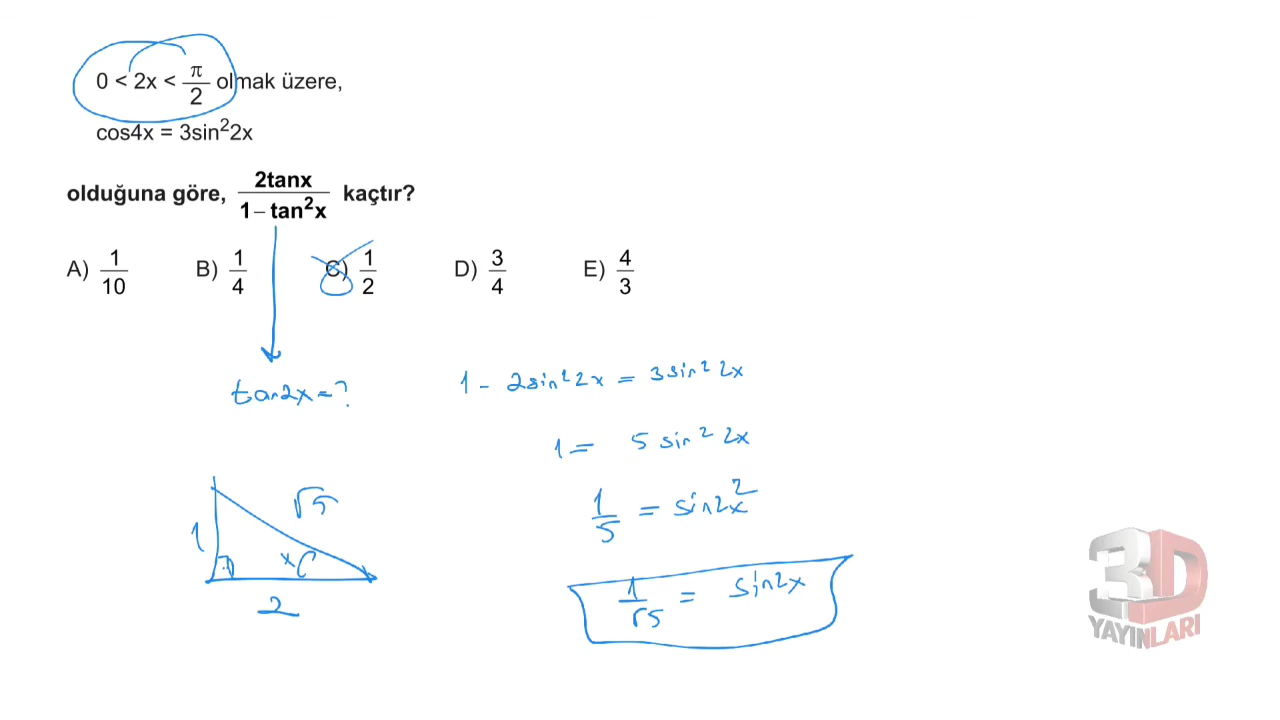 0 < 2x < π/2 olmak üzere,
cos4x = 3sin²2x
olduğuna göre, 2tanx / 1 – tan²x kaçtır?
A) 1/10 B) 1/4 C) 1/2 D) 3/4 E) 4/3
tan2x = ?
1 - 2sin²2x = 3sin²2x
1 = 5 sin²2x
1/5 = sin2x²
1/√5 = sin2x
1
√5
x
2
3D
YAYINLARI